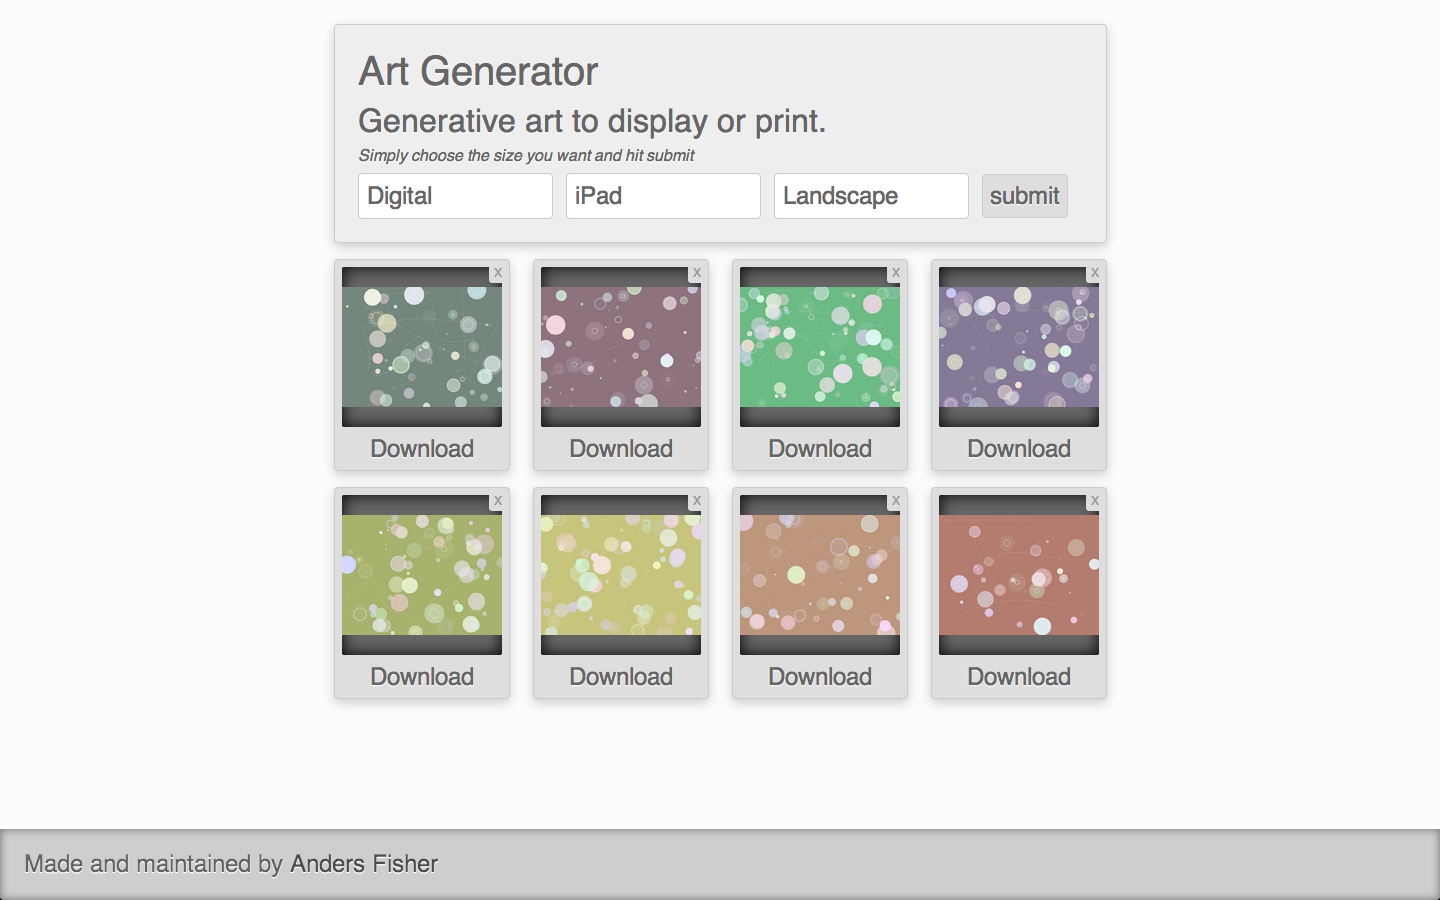 Art Generator
Generative art to display or print.
Simply choose the size you want and hit submit
Digital iPad Landscape submit
x x x x
Download Download Download Download
x x x x
Download Download Download Download
Made and maintained by Anders Fisher